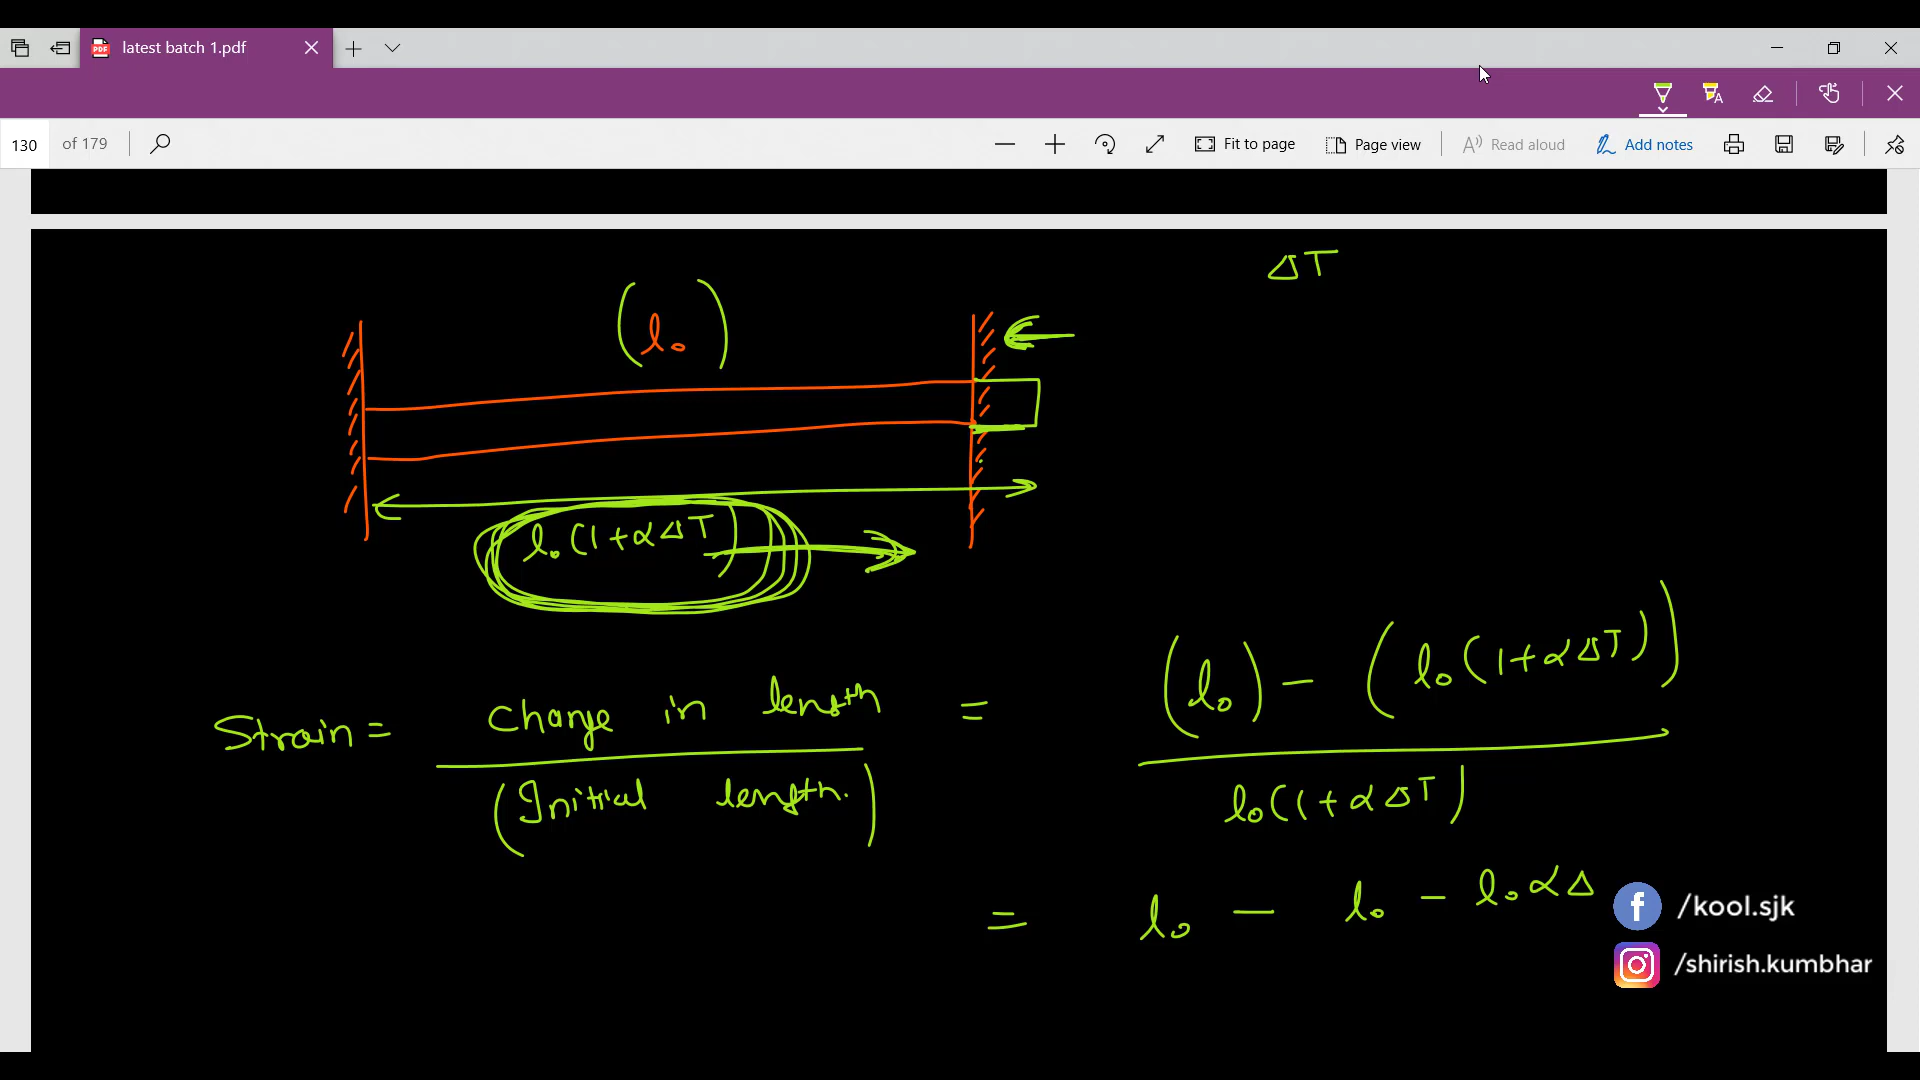 latest batch 1.pdf
130 of 179
Fit to page
Page view
Read aloud
Add notes
ΔT
(l₀)
l₀(1+αΔT)
Strain = Change in length / (Initial length.) = (l₀) - (l₀(1+αΔT)) / l₀(1+αΔT)
= l₀ - l₀ - l₀αΔ
/kool.sjk
/shirish.kumbhar